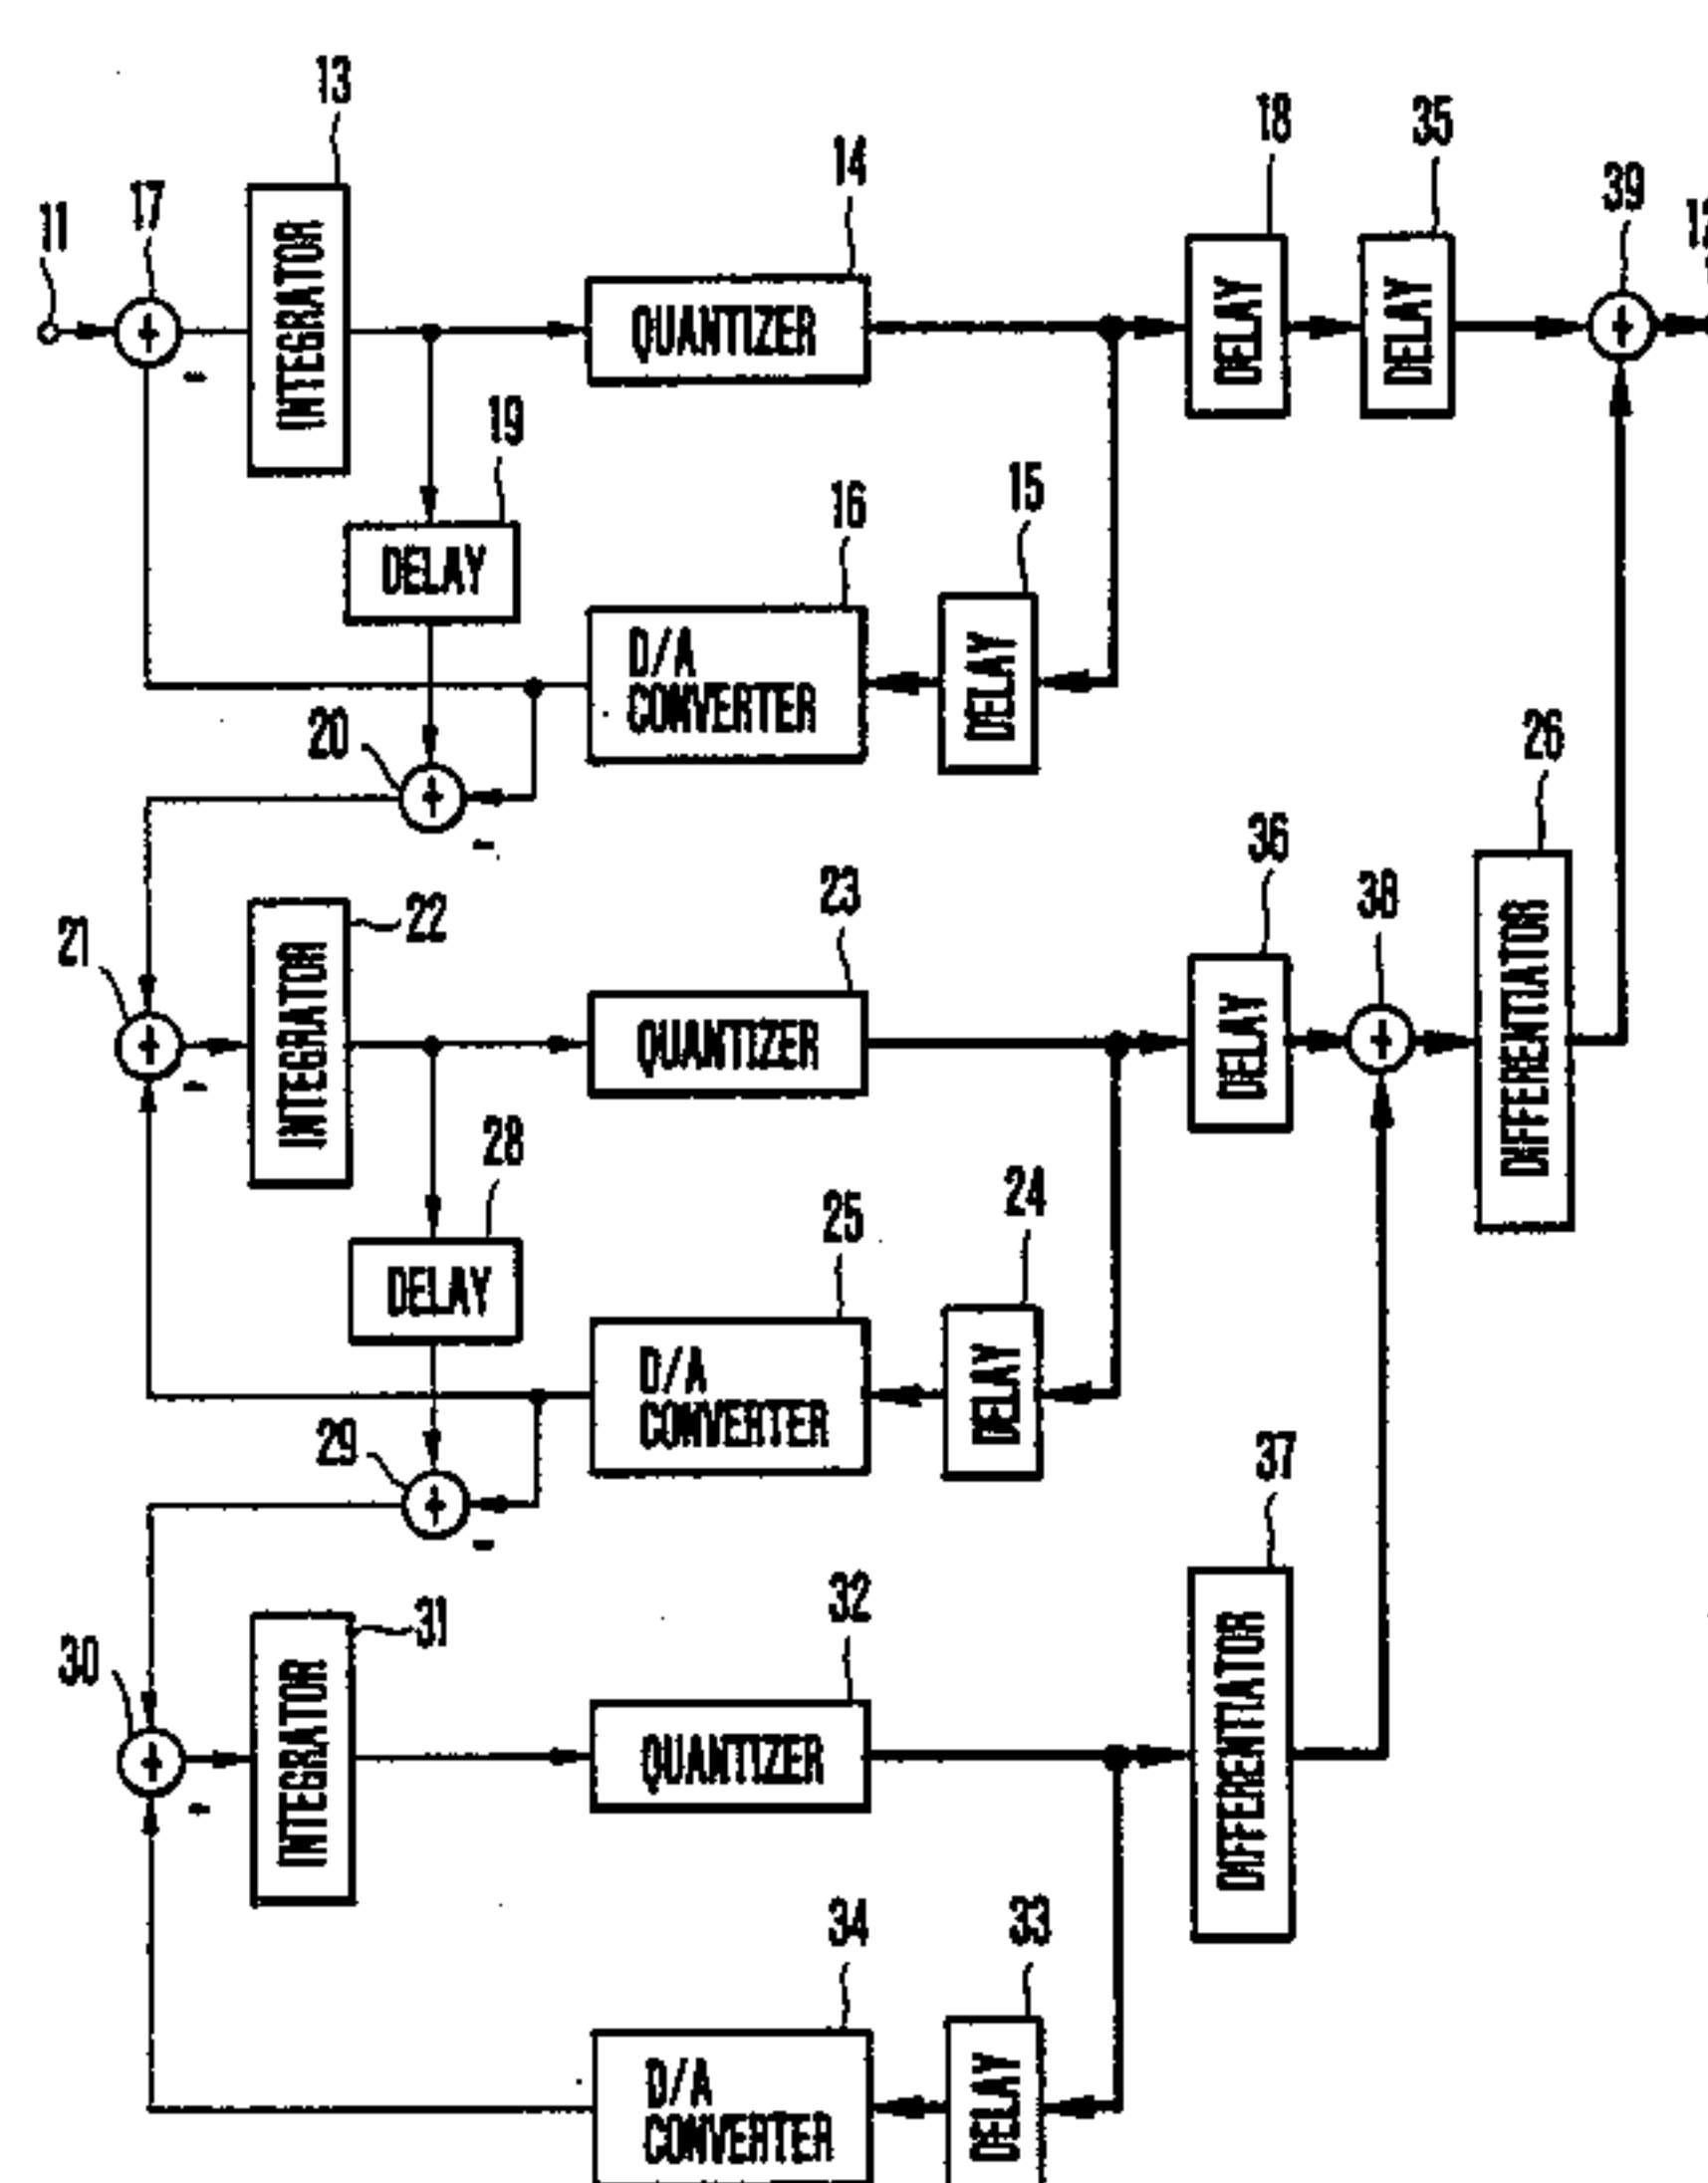 13
14
18
35
39
11
17
INTEGRATOR
QUANTIZER
DELAY
DELAY
+
+
-
19
DELAY
16
15
D/A
CONVERTER
DELAY
20
+
-
26
36
38
23
22
21
INTEGRATOR
QUANTIZER
DELAY
+
DIFFERENTIATOR
+
-
28
DELAY
25
24
D/A
CONVERTER
DELAY
29
+
-
37
32
31
30
INTEGRATOR
QUANTIZER
DIFFERENTIATOR
+
-
34
33
D/A
CONVERTER
DELAY